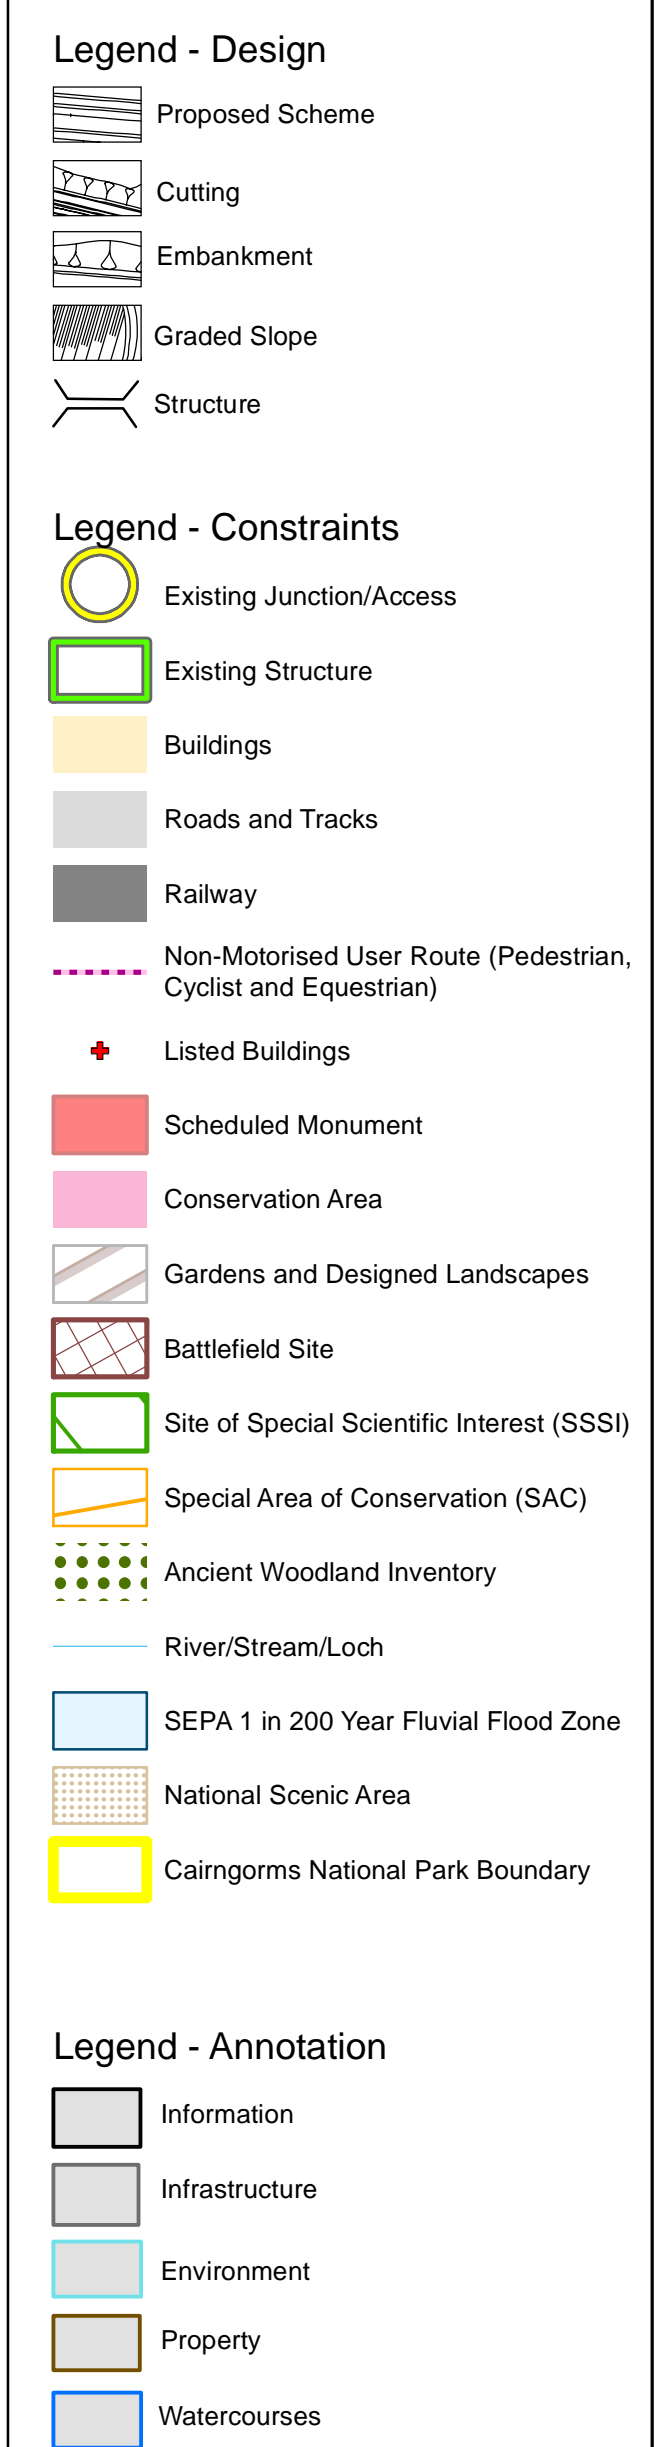 Legend - Design
Proposed Scheme
Cutting
Embankment
Graded Slope
Structure
Legend - Constraints
Existing Junction/Access
Existing Structure
Buildings
Roads and Tracks
Railway
Non-Motorised User Route (Pedestrian,
Cyclist and Equestrian)
Listed Buildings
Scheduled Monument
Conservation Area
Gardens and Designed Landscapes
Battlefield Site
Site of Special Scientific Interest (SSSI)
Special Area of Conservation (SAC)
Ancient Woodland Inventory
River/Stream/Loch
SEPA 1 in 200 Year Fluvial Flood Zone
National Scenic Area
Cairngorms National Park Boundary
Legend - Annotation
Information
Infrastructure
Environment
Property
Watercourses